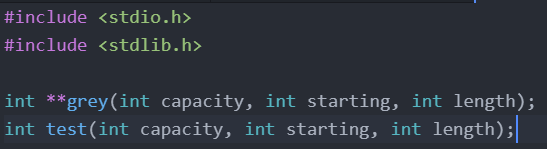 #include <stdio.h>
#include <stdlib.h>
int **grey(int capacity, int starting, int length);
int test(int capacity, int starting, int length);